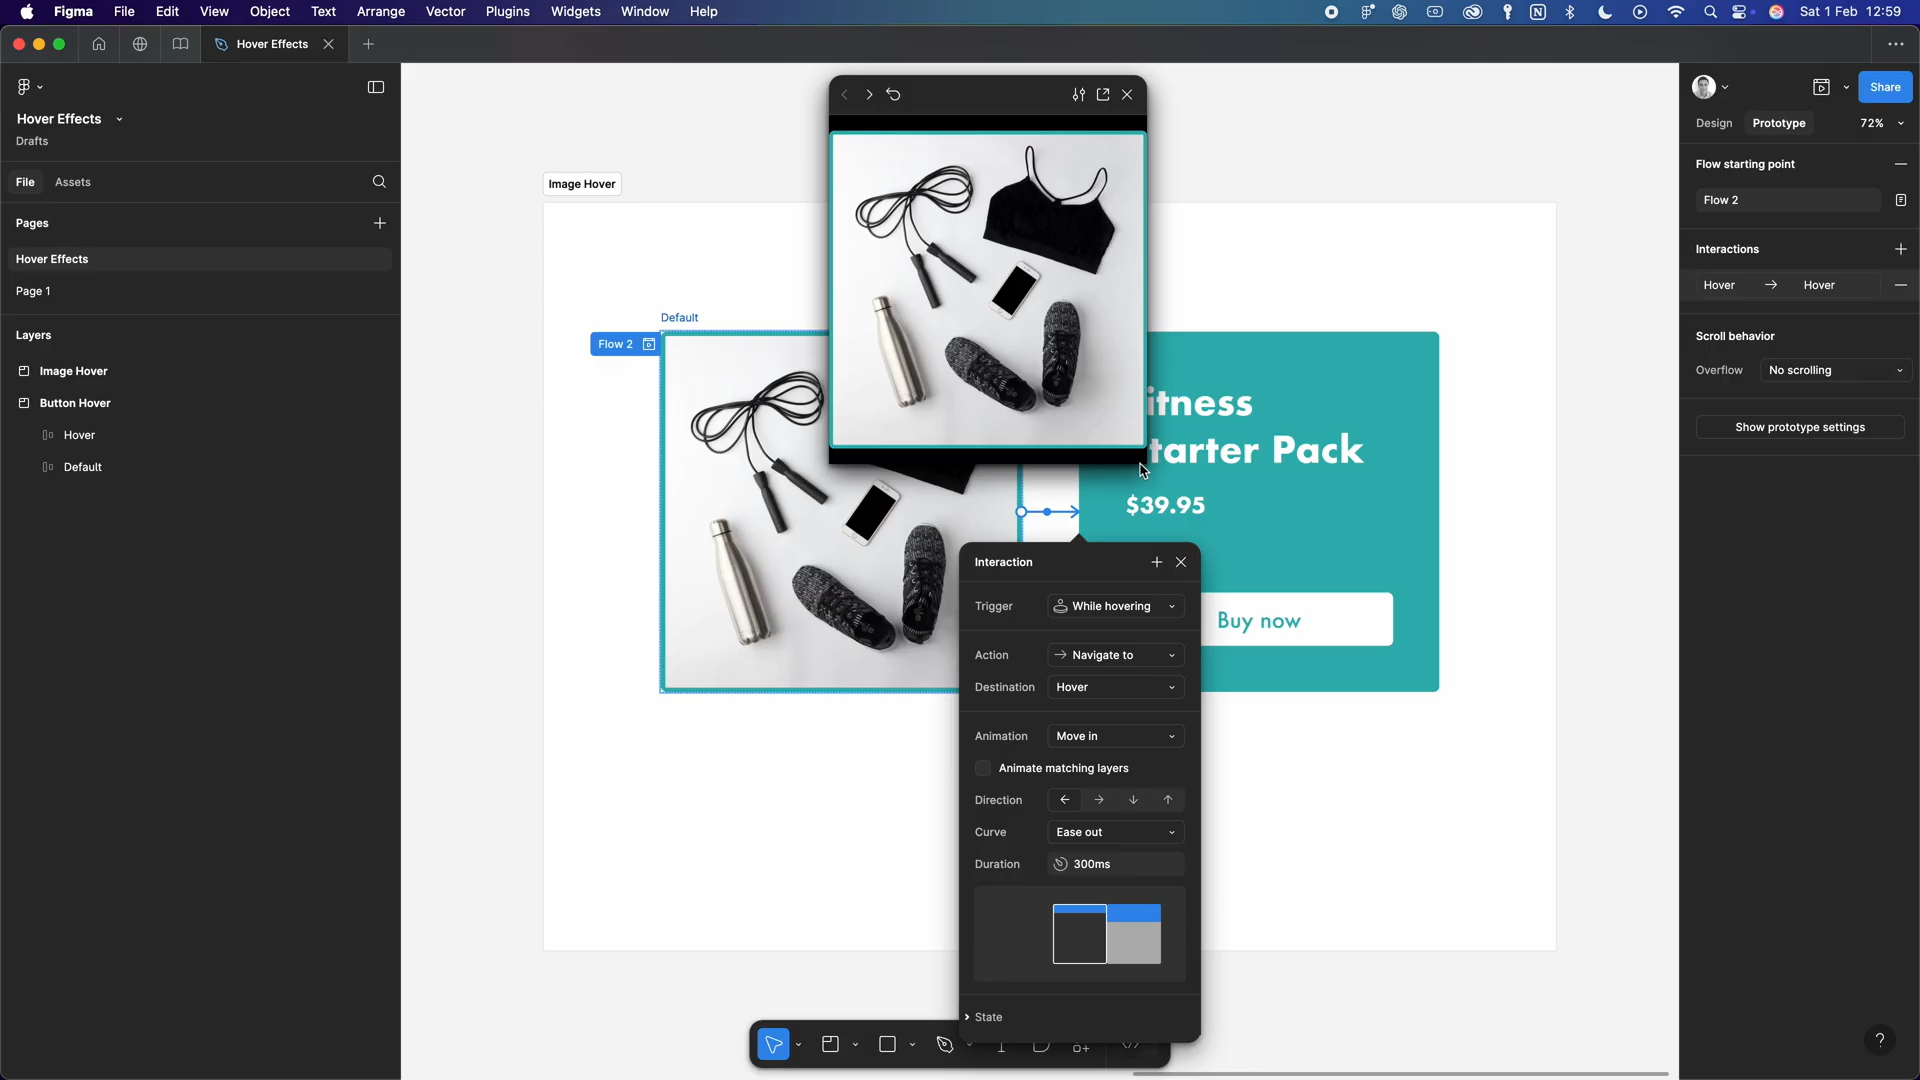 Figma File Edit View Object Text Arrange Vector Plugins Widgets Window Help Sat 1 Feb 12:59
Hover Effects
Hover Effects
Drafts
File Assets
Pages
Hover Effects
Page 1
Layers
Image Hover
Button Hover
Hover
Default
Image Hover
Default
Flow 2
itness
tarter Pack
$39.95
Buy now
Interaction
Trigger While hovering
Action Navigate to
Destination Hover
Animation Move in
Animate matching layers
Direction
Curve Ease out
Duration 300ms
State
Share
Design Prototype 72%
Flow starting point
Flow 2
Interactions
Hover Hover
Scroll behavior
Overflow No scrolling
Show prototype settings
?